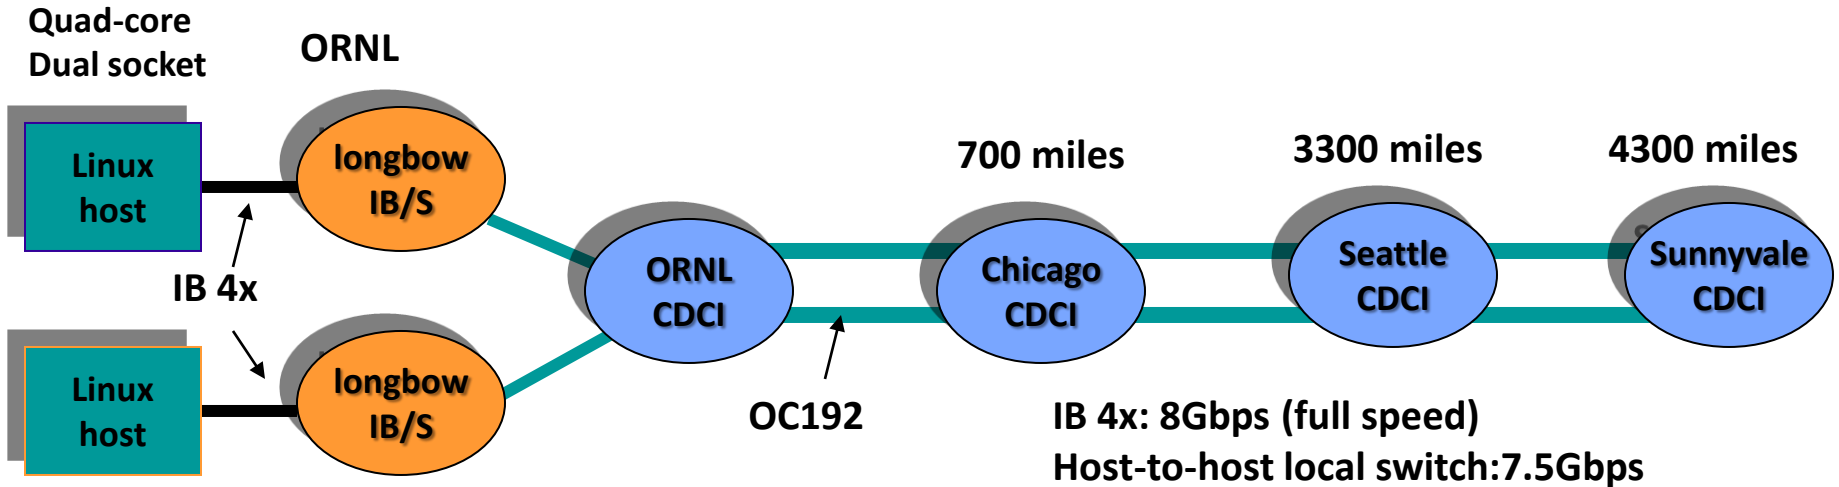 Quad-core
Dual socket
ORNL
Linux
host
longbow
IB/S
700 miles
3300 miles
4300 miles
IB 4x
ORNL
CDCI
Chicago
CDCI
Seattle
CDCI
Sunnyvale
CDCI
Linux
host
longbow
IB/S
OC192
IB 4x: 8Gbps (full speed)
Host-to-host local switch:7.5Gbps